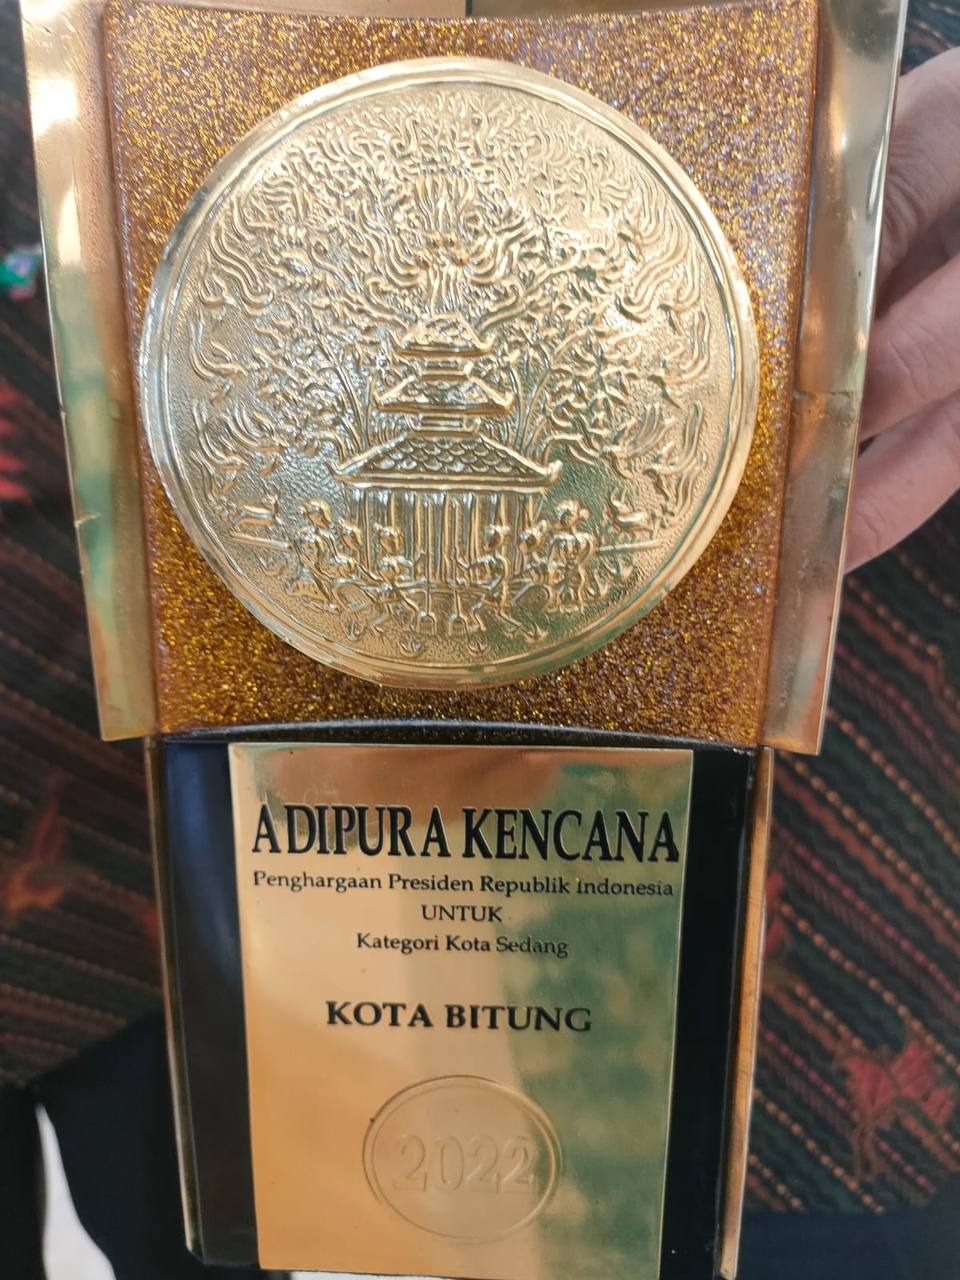 ADIPURA KENCANA
Penghargaan Presiden Republik Indonesia
UNTUK
Kategori Kota Sedang
KOTA BITUNG
2022